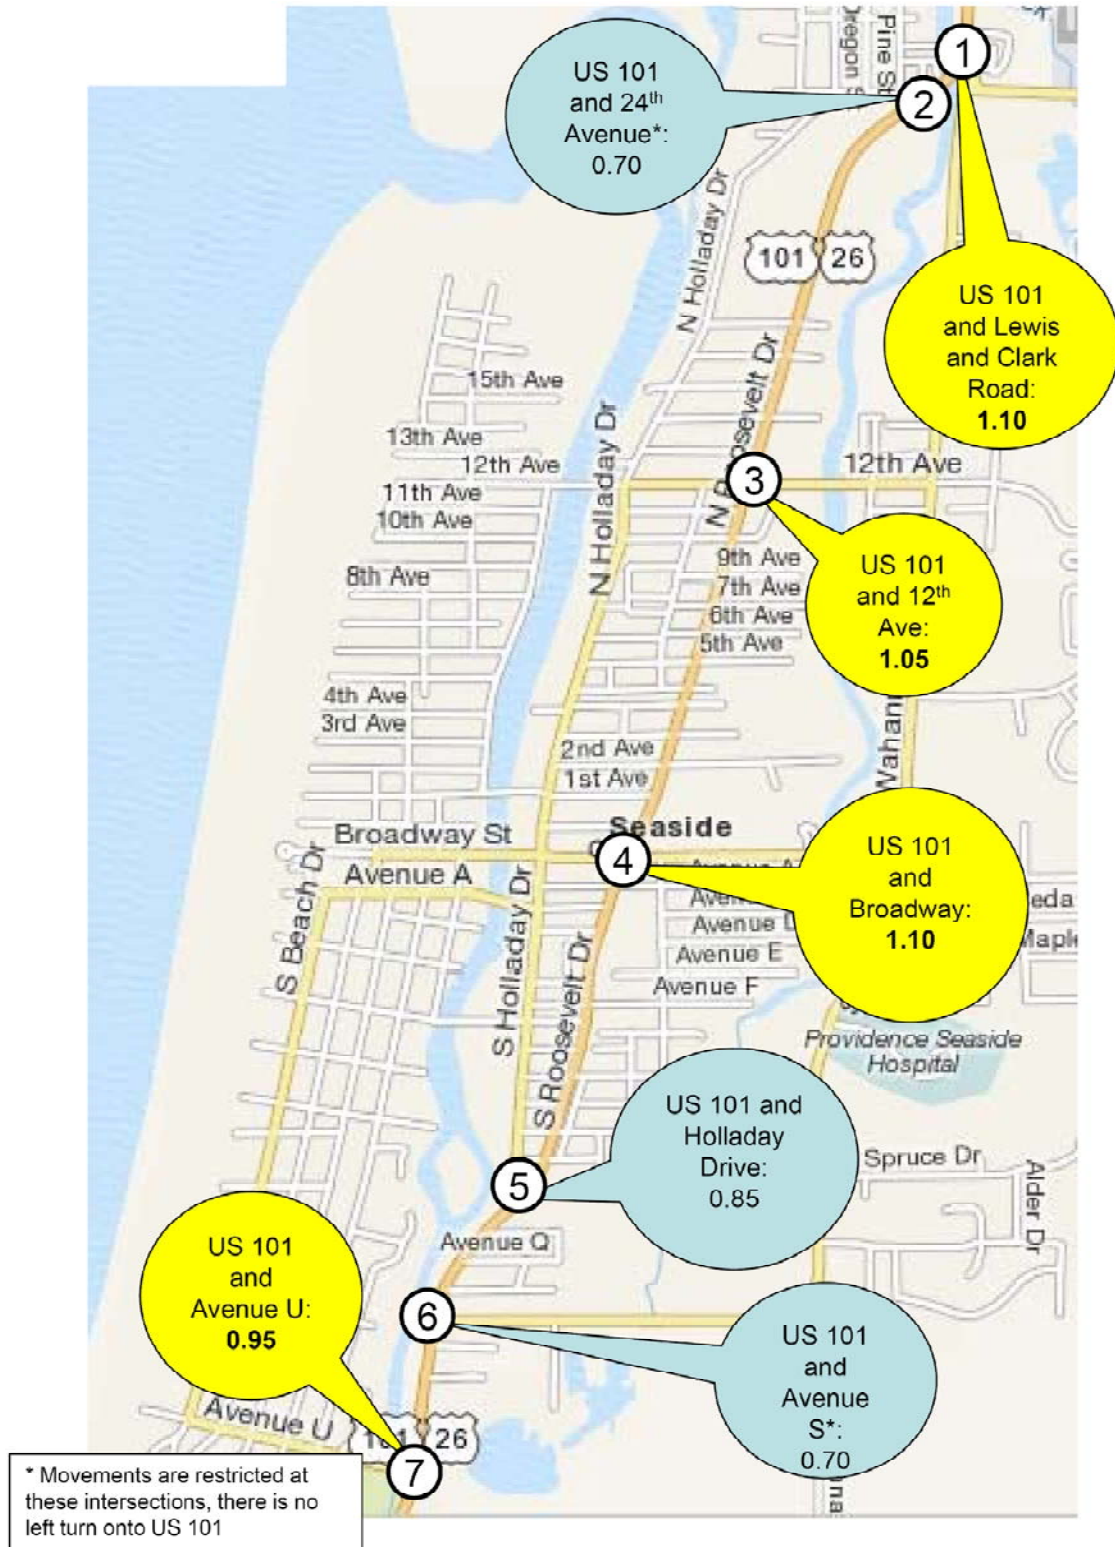 Oregon S
Pine St
1
2
US 101
and 24th
Avenue*:
0.70
N Holladay Dr
101
26
US 101
and Lewis
and Clark
Road:
1.10
15th Ave
13th Ave
12th Ave
11th Ave
10th Ave
8th Ave
N Holladay Dr
N Roosevelt Dr
3
12th Ave
9th Ave
7th Ave
6th Ave
5th Ave
US 101
and 12th
Ave:
1.05
4th Ave
3rd Ave
2nd Ave
1st Ave
Wahann
Broadway St
Seaside
4
Avenue A
Avenue A
Avenue E
Avenue F
US 101
and
Broadway:
1.10
eda
Maple
S Beach Dr
S Holladay Dr
S Roosevelt Dr
Providence Seaside
Hospital
US 101 and
Holladay
Drive:
0.85
5
Spruce Dr
Alder Dr
Avenue Q
US 101
and
Avenue U:
0.95
6
US 101
and
Avenue
S*:
0.70
Avenue U
101
26
7
* Movements are restricted at
these intersections, there is no
left turn onto US 101